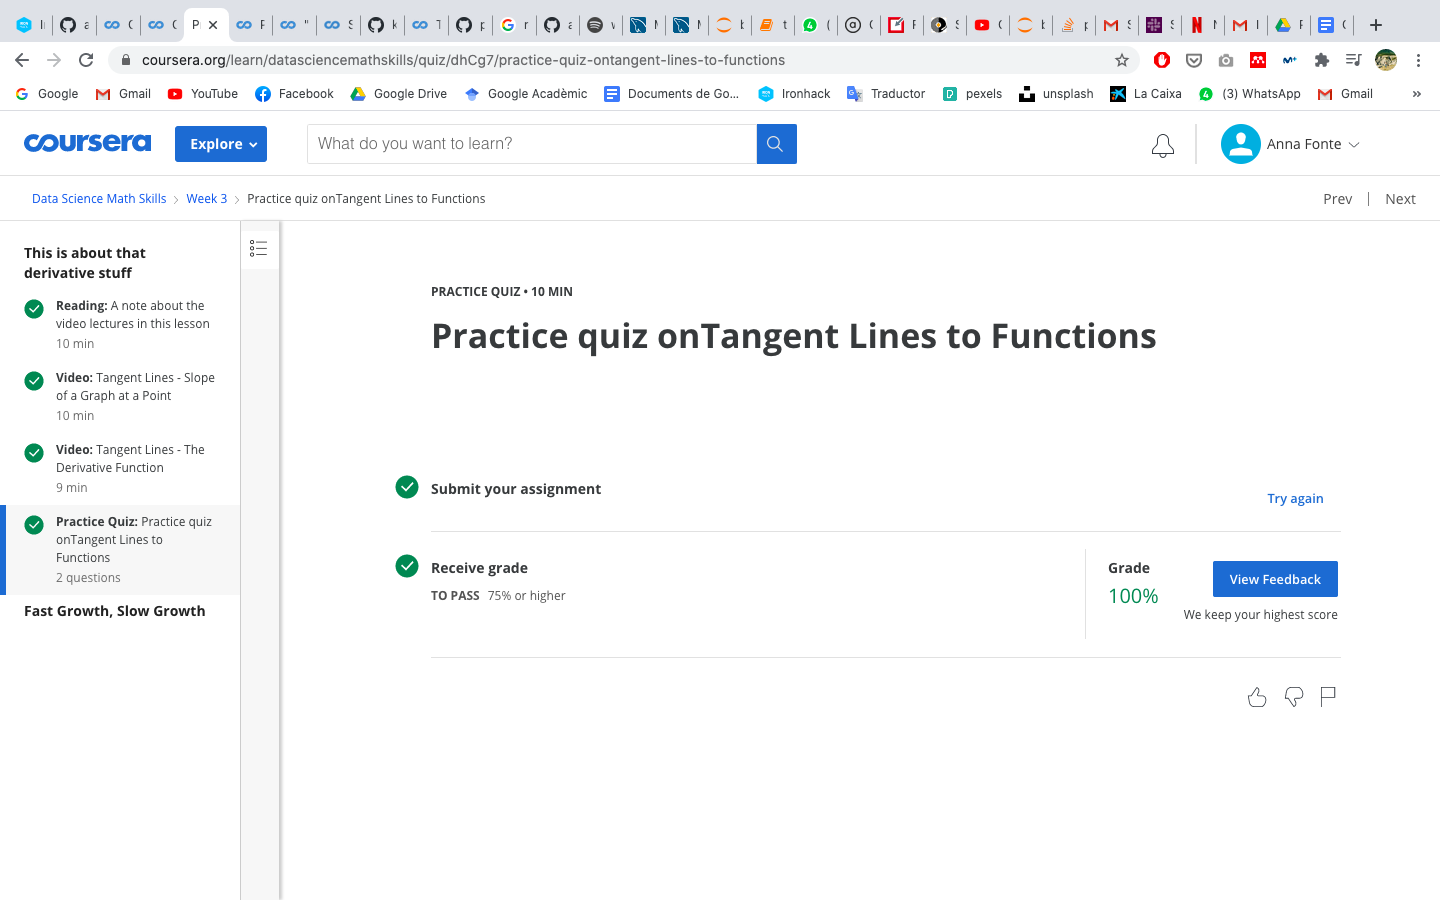 coursera.org/learn/datasciencemathskills/quiz/dhCg7/practice-quiz-ontangent-lines-to-functions
Google Gmail YouTube Facebook Google Drive Google Acadèmic Documents de Go... Ironhack Traductor pexels unsplash La Caixa (3) WhatsApp Gmail »
coursera Explore What do you want to learn? Anna Fonte
Data Science Math Skills Week 3 Practice quiz onTangent Lines to Functions Prev Next
This is about that
derivative stuff
Reading: A note about the
video lectures in this lesson
10 min
Video: Tangent Lines - Slope
of a Graph at a Point
10 min
Video: Tangent Lines - The
Derivative Function
9 min
Practice Quiz: Practice quiz
onTangent Lines to
Functions
2 questions
Fast Growth, Slow Growth
PRACTICE QUIZ • 10 MIN
Practice quiz onTangent Lines to Functions
Submit your assignment
Try again
Receive grade
TO PASS 75% or higher
Grade
100%
View Feedback
We keep your highest score